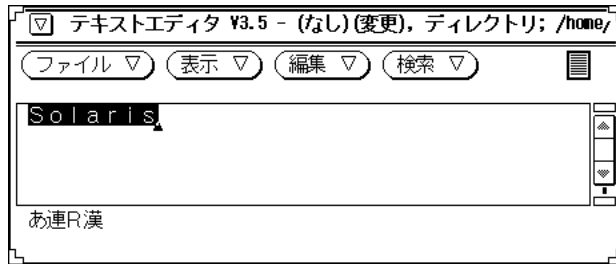 テキストエディタ V3.5 - (なし)(変更), ディレクトリ; /home/
ファイル ▽ 表示 ▽ 編集 ▽ 検索 ▽
Ｓｏｌａｒｉｓ
あ連R漢